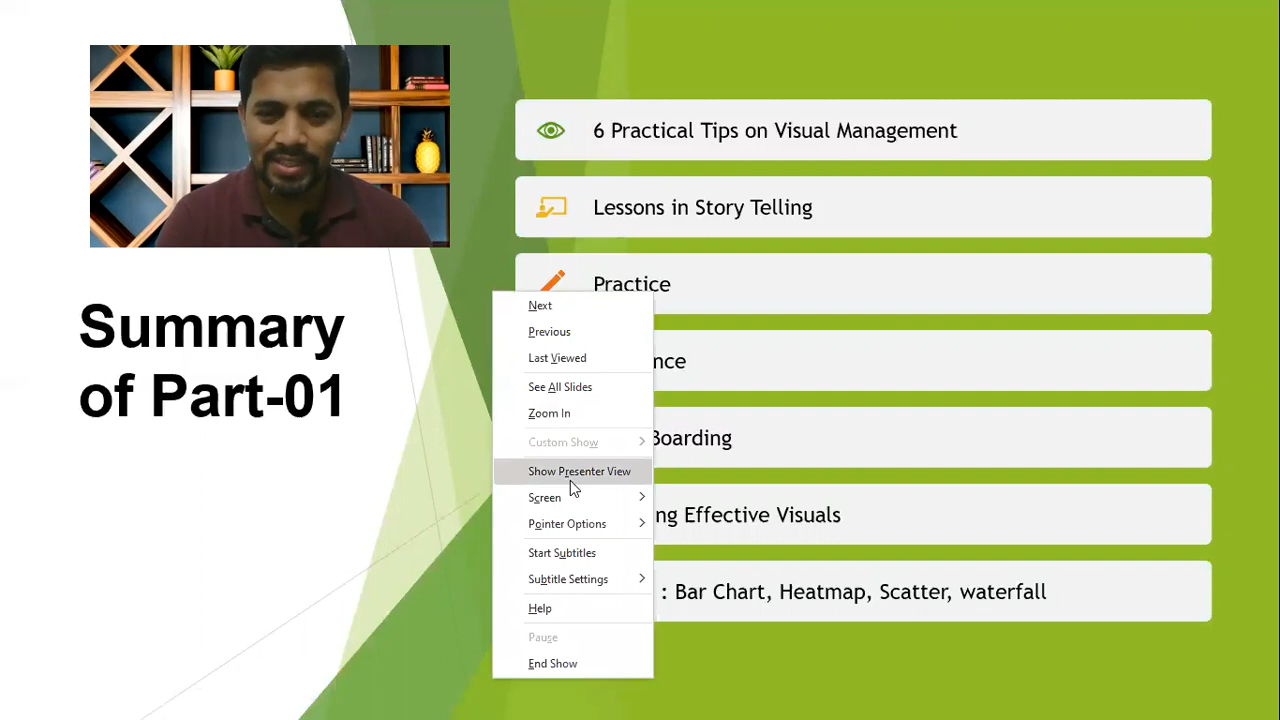 Summary
of Part-01
6 Practical Tips on Visual Management
Lessons in Story Telling
Practice
nce
Boarding
ng Effective Visuals
: Bar Chart, Heatmap, Scatter, waterfall
Next
Previous
Last Viewed
See All Slides
Zoom In
Custom Show
Show Presenter View
Screen
Pointer Options
Start Subtitles
Subtitle Settings
Help
Pause
End Show